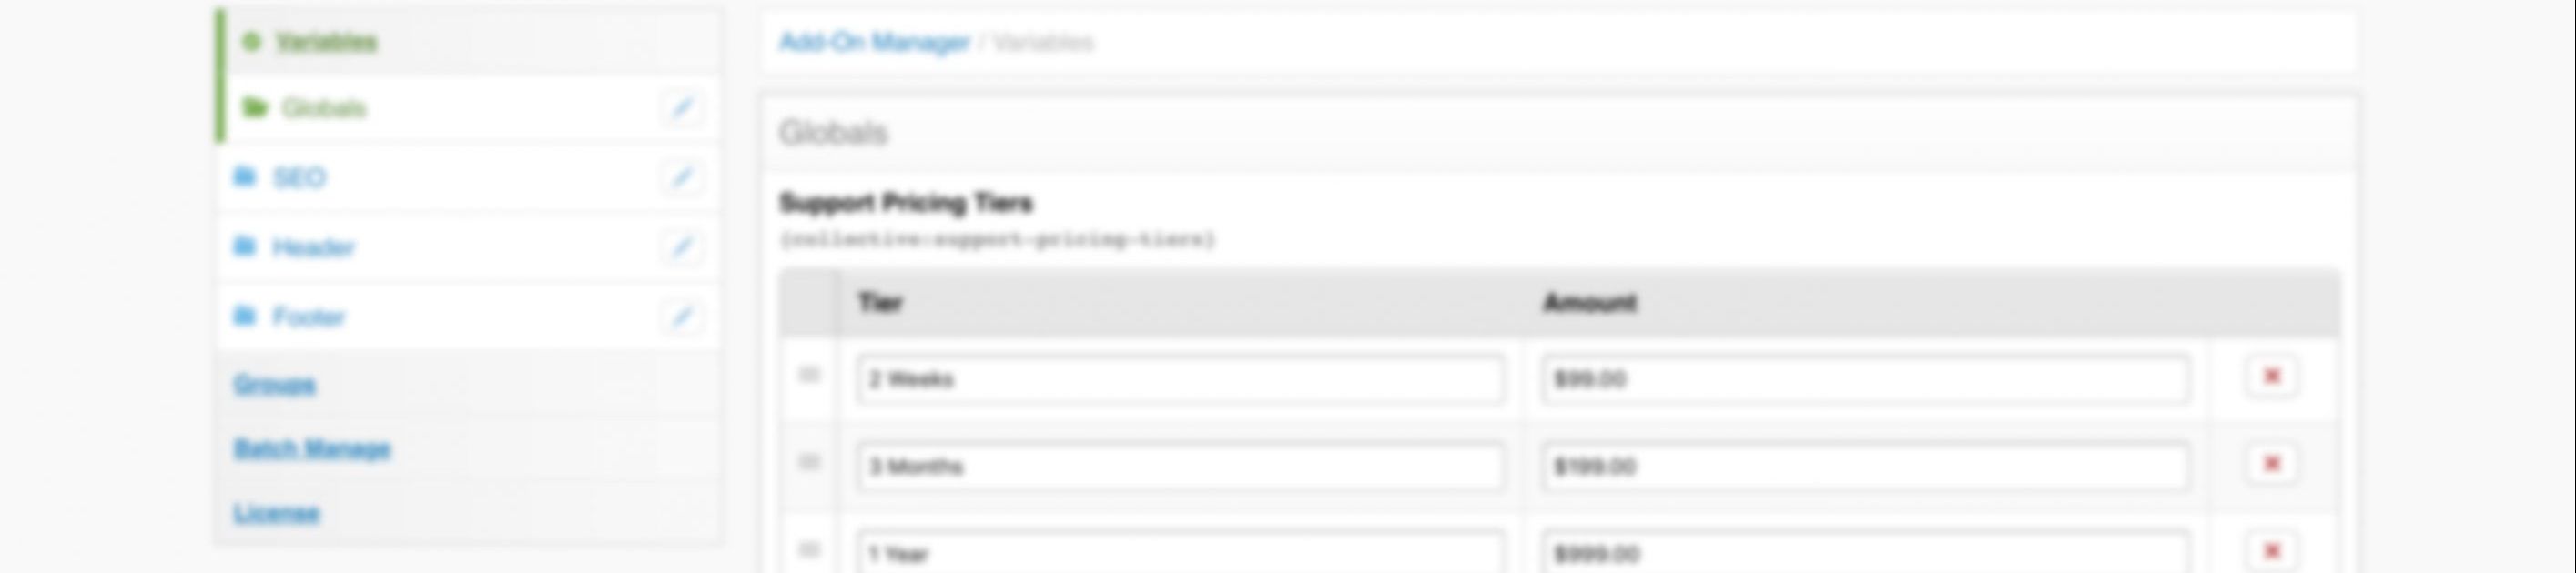 Variables
Globals
SEO
Header
Footer
Groups
Batch Manage
License
Add-On Manager / Variables
Globals
Support Pricing Tiers
{collective:support-pricing-tiers}
Tier Amount
2 Weeks $99.00
3 Months $199.00
1 Year $999.00